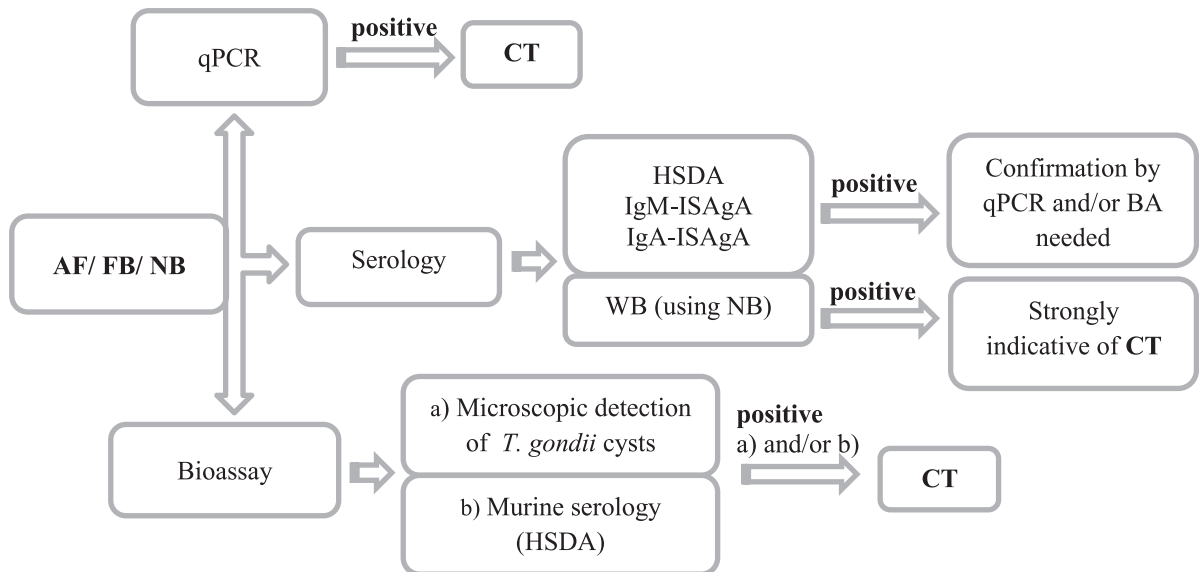 qPCR
positive
CT
AF/ FB/ NB
Serology
HSDA
IgM-ISAgA
IgA-ISAgA
positive
Confirmation by
qPCR and/or BA
needed
WB (using NB)
positive
Strongly
indicative of CT
Bioassay
a) Microscopic detection
of T. gondii cysts
b) Murine serology
(HSDA)
positive
a) and/or b)
CT